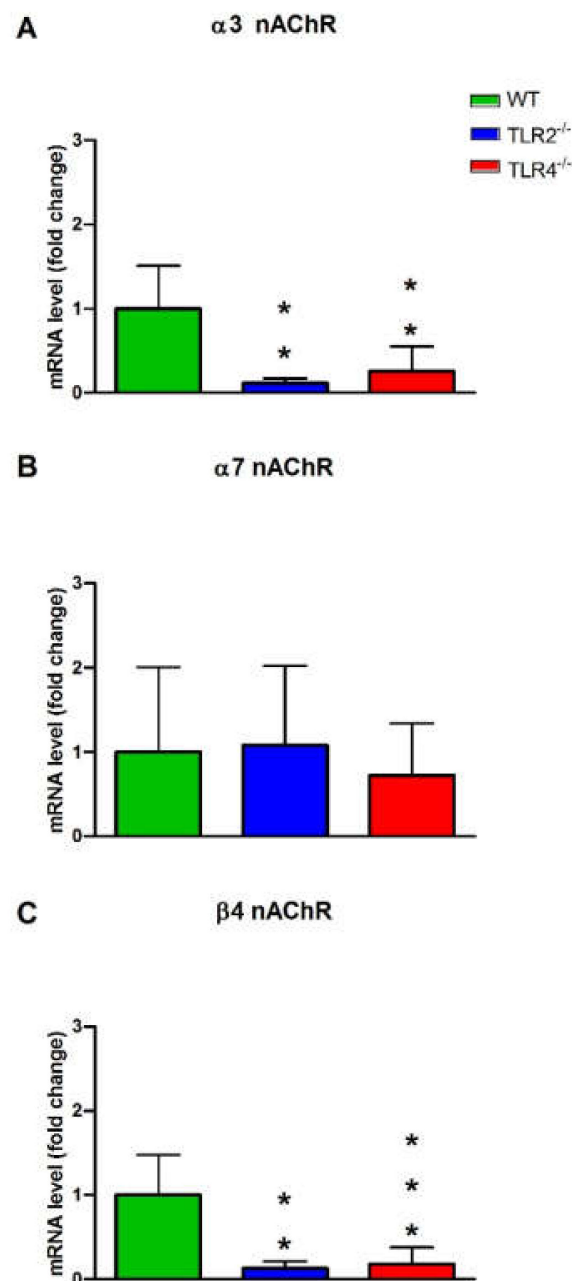 A
α3 nAChR
WT
TLR2-/-
TLR4-/-
mRNA level (fold change)
3
2
1
0
*
*
*
*
B
α7 nAChR
mRNA level (fold change)
3
2
1
0
C
β4 nAChR
mRNA level (fold change)
3
2
1
0
*
*
*
*
*